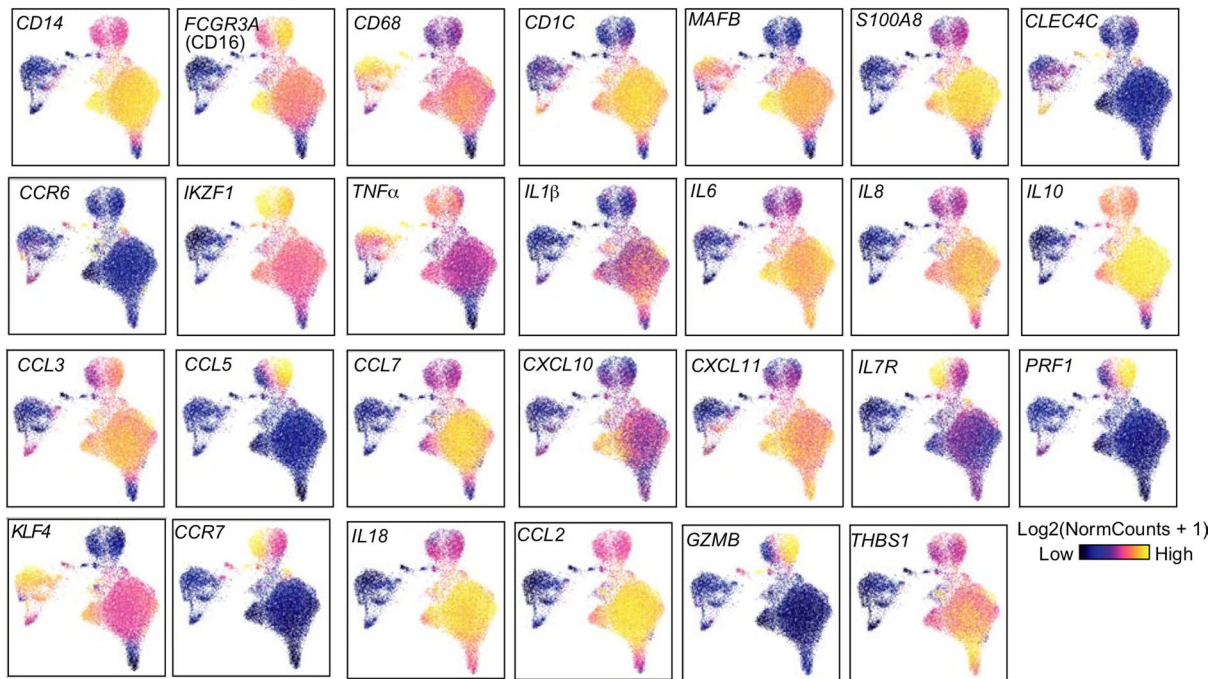 CD14
FCGR3A
(CD16)
CD68
CD1C
MAFB
S100A8
CLEC4C
CCR6
IKZF1
TNFα
IL1β
IL6
IL8
IL10
CCL3
CCL5
CCL7
CXCL10
CXCL11
IL7R
PRF1
KLF4
CCR7
IL18
CCL2
GZMB
THBS1
Log2(NormCounts + 1)
Low High